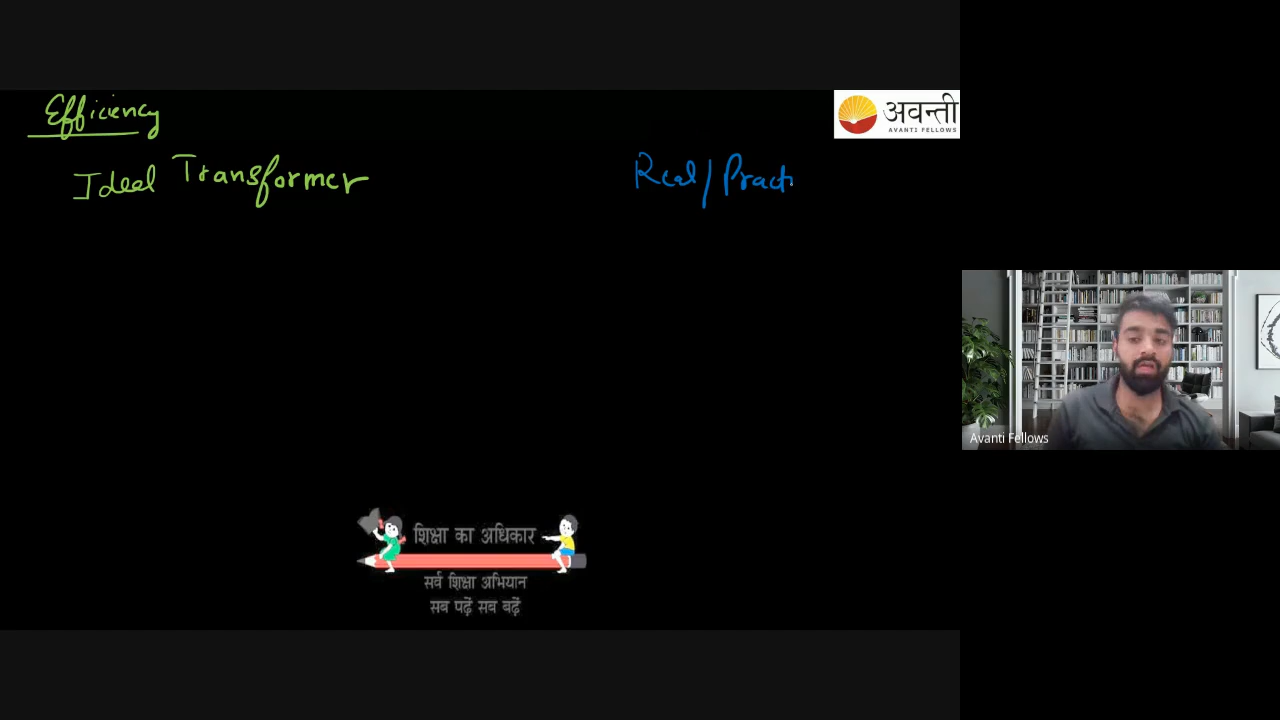 Efficiency
अवन्ती
AVANTI FELLOWS
Ideal Transformer
Real/Practi
Avanti Fellows
शिक्षा का अधिकार
सर्व शिक्षा अभियान
सब पढ़ें सब बढ़ें